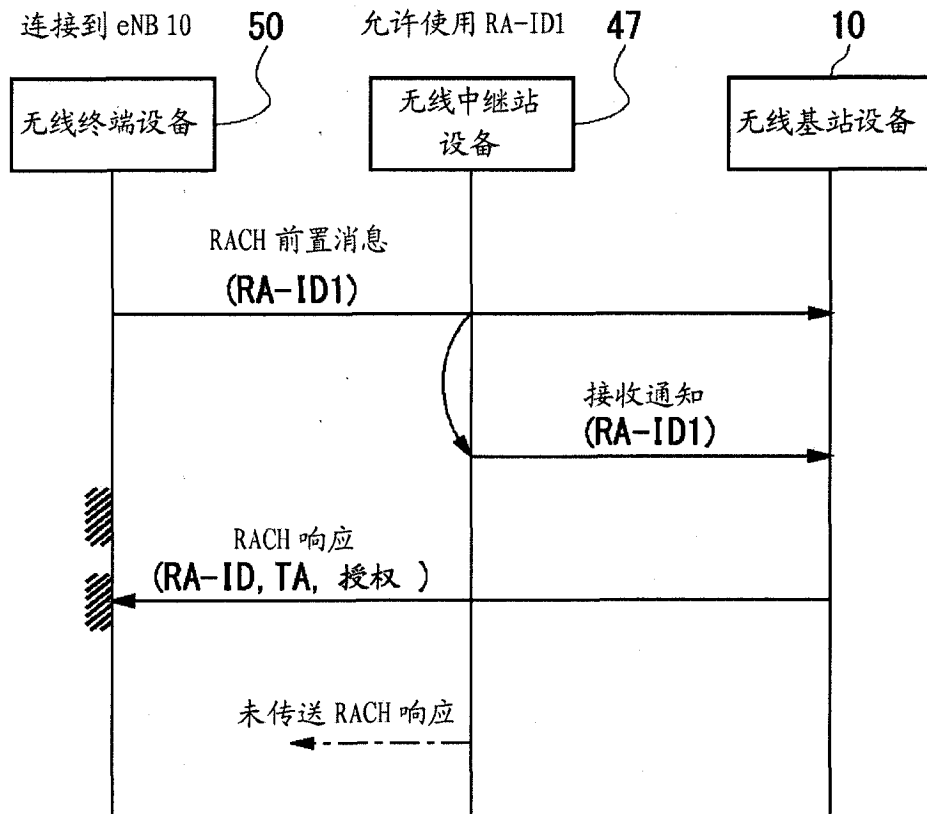 连接到 eNB 10
50
允许使用 RA-ID1
47
10
无线终端设备
无线中继站
设备
无线基站设备
RACH 前置消息
(RA-ID1)
接收通知
(RA-ID1)
RACH 响应
(RA-ID, TA, 授权 )
未传送 RACH 响应